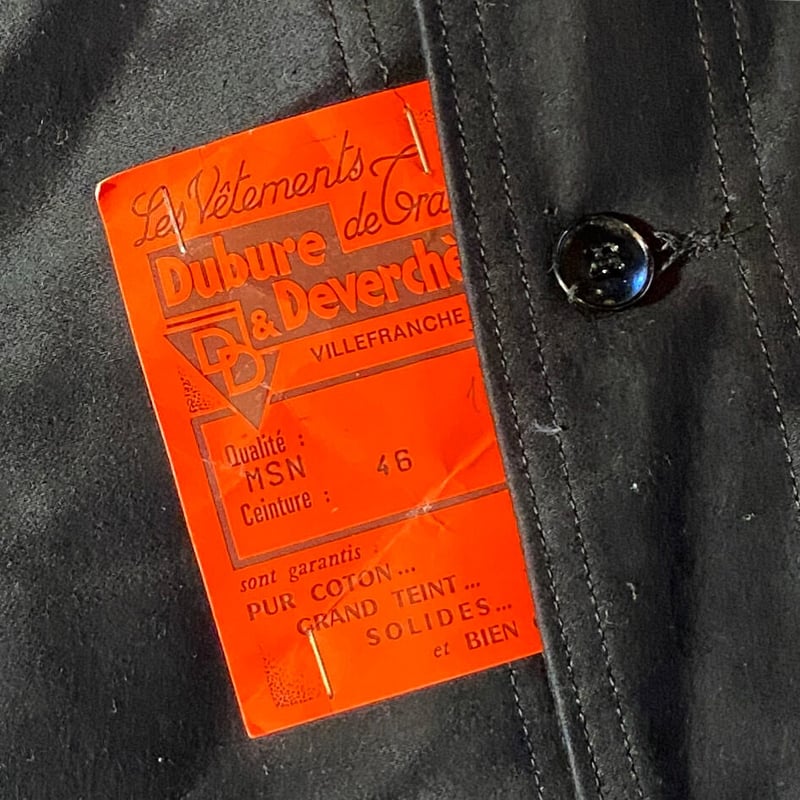 Les Vêtements
de Tra
Dubure
& Deverchè
DD
VILLEFRANCHE
Qualité :
MSN 46
Ceinture :
sont garantis :
PUR COTON...
GRAND TEINT...
SOLIDES...
et BIEN